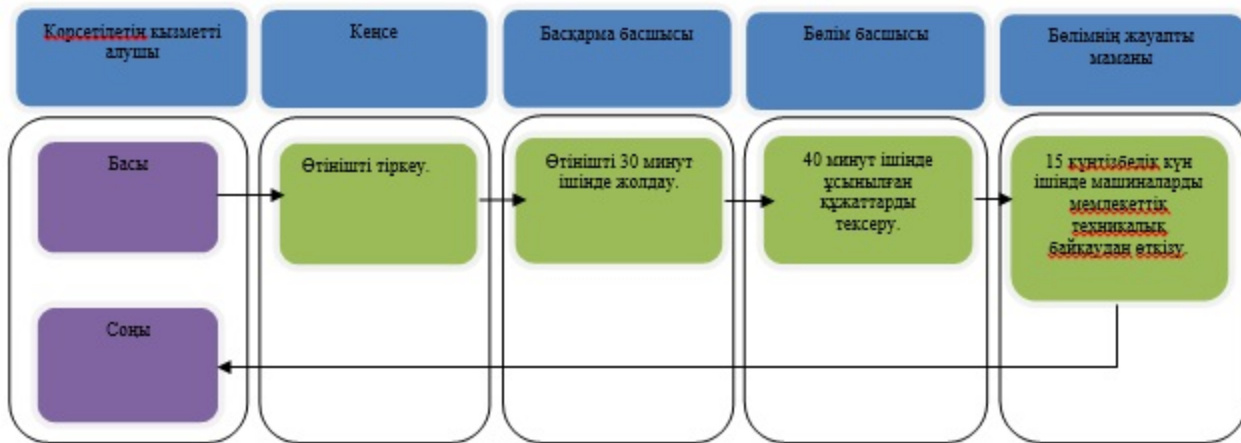 Көрсетілетін қызметті
алушы
Кеңсе
Басқарма басшысы
Бөлім басшысы
Бөлімнің жауапты
маманы
Басы
Өтінішті тіркеу.
Өтінішті 30 минут
ішінде жолдау.
40 минут ішінде
ұсынылған
құжаттарды
тексеру.
15 күнтізбелік күн
ішінде машиналарды
мемлекеттік
техникалық
байқаудан өткізу.
Соңы